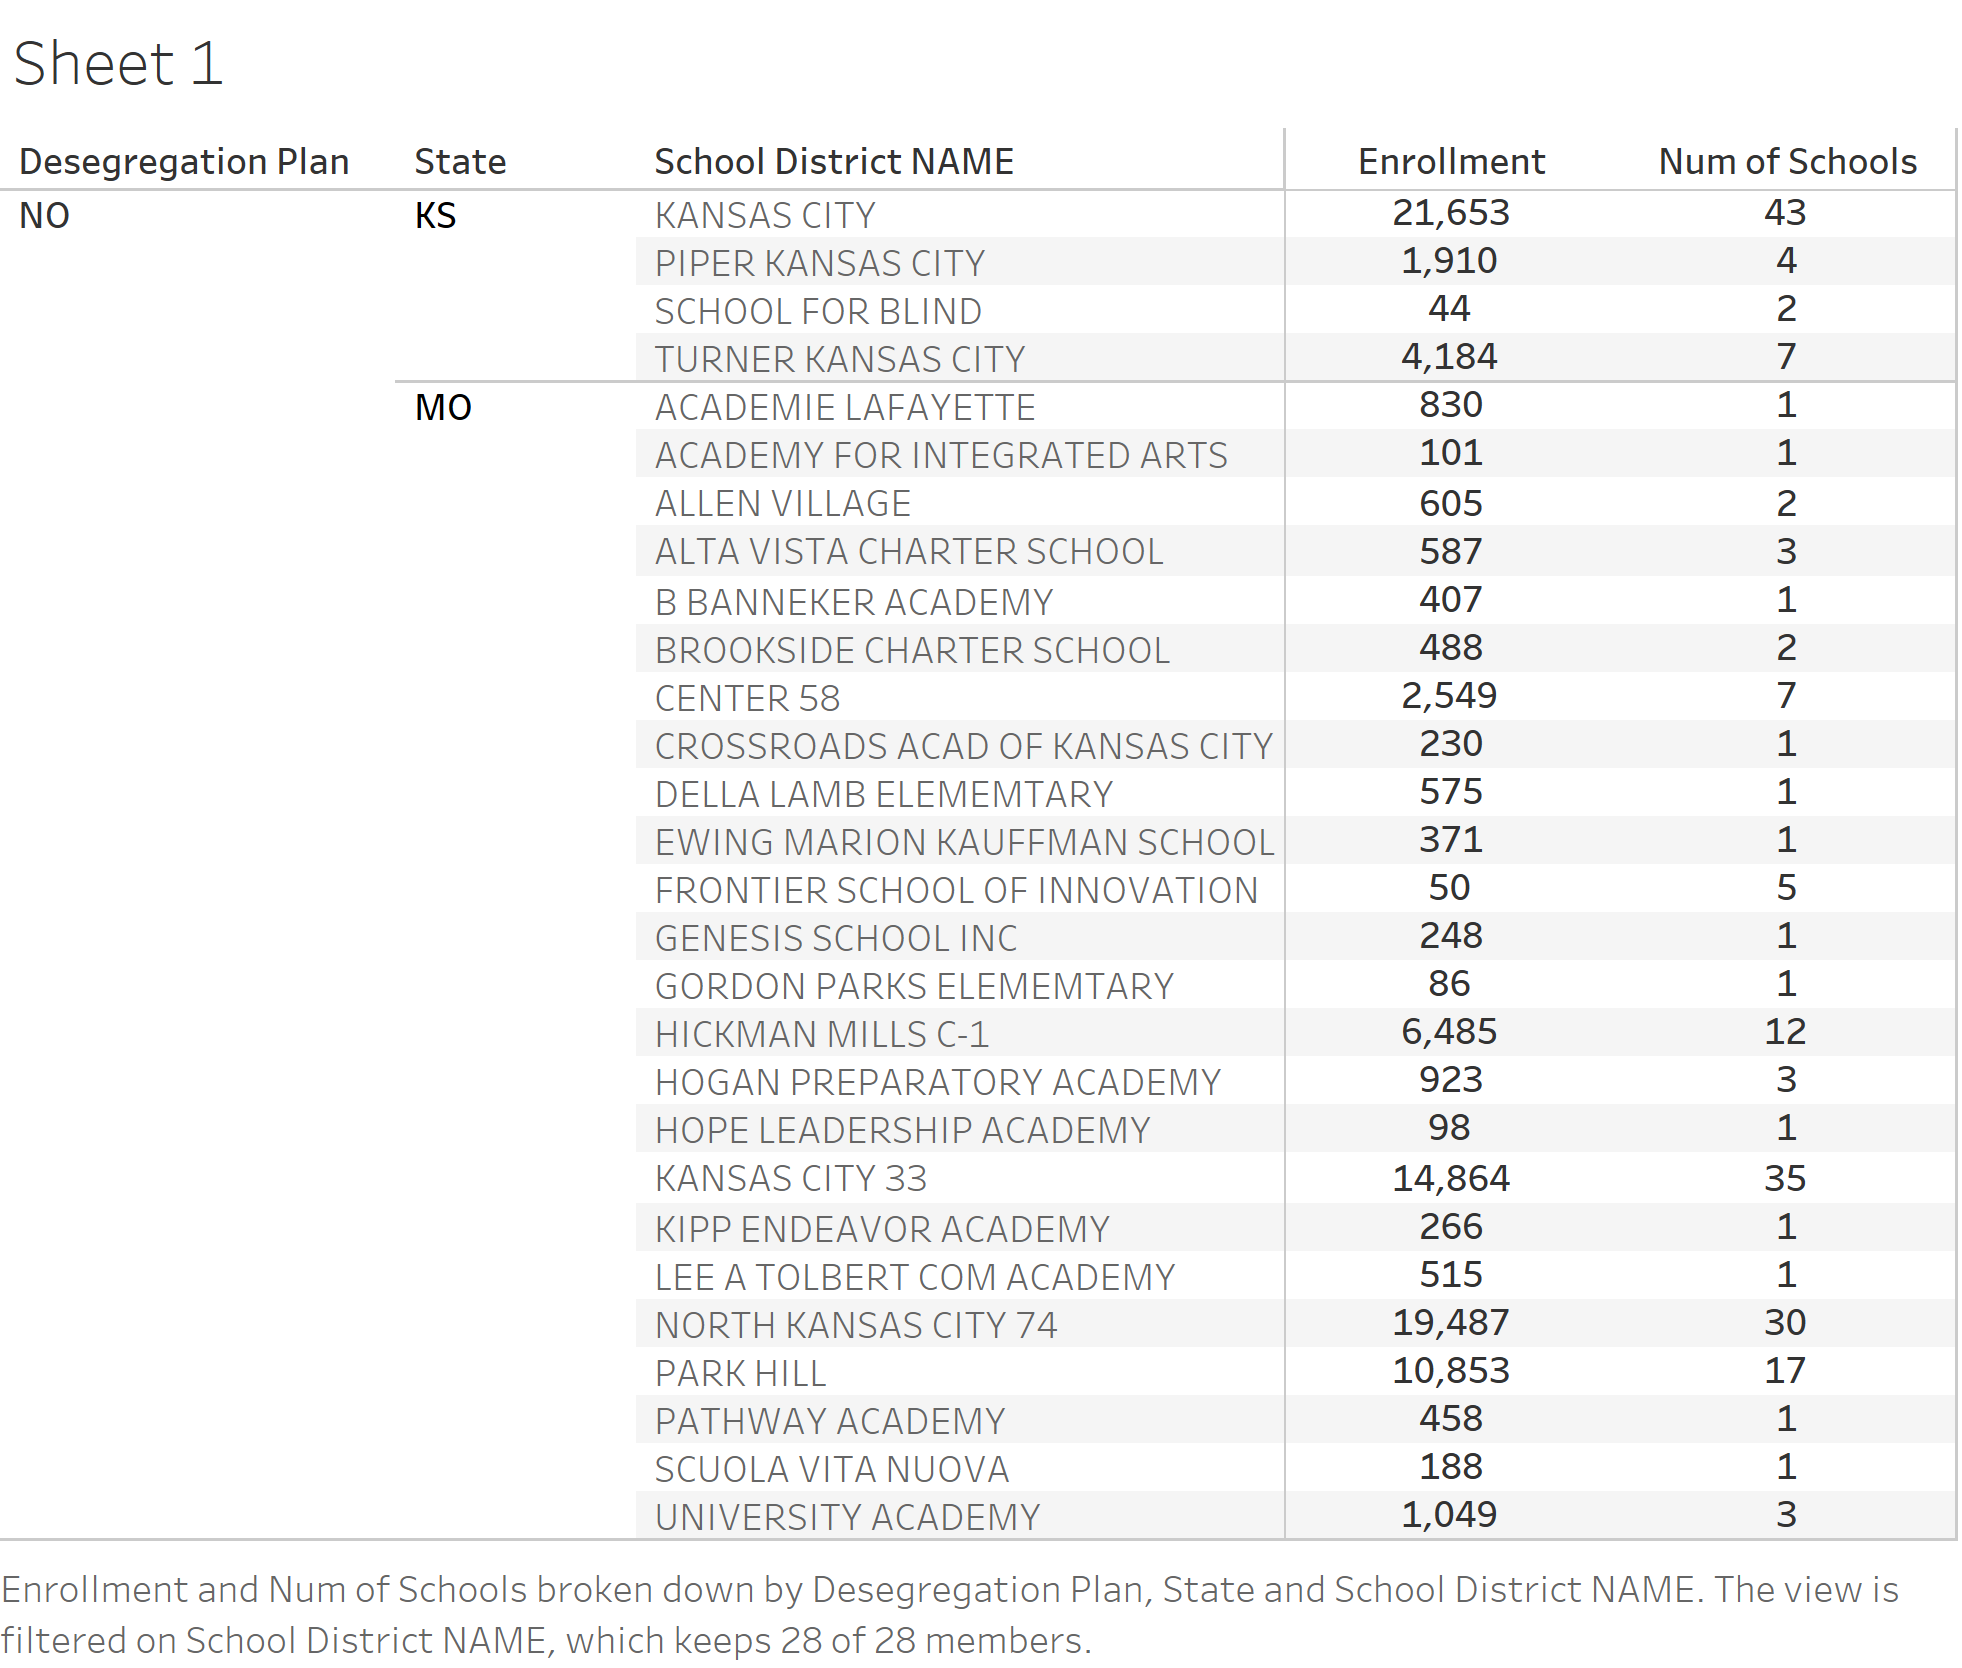 Sheet 1
Desegregation Plan State School District NAME Enrollment Num of Schools
NO KS KANSAS CITY 21,653 43
PIPER KANSAS CITY 1,910 4
SCHOOL FOR BLIND 44 2
TURNER KANSAS CITY 4,184 7
MO ACADEMIE LAFAYETTE 830 1
ACADEMY FOR INTEGRATED ARTS 101 1
ALLEN VILLAGE 605 2
ALTA VISTA CHARTER SCHOOL 587 3
B BANNEKER ACADEMY 407 1
BROOKSIDE CHARTER SCHOOL 488 2
CENTER 58 2,549 7
CROSSROADS ACAD OF KANSAS CITY 230 1
DELLA LAMB ELEMEMTARY 575 1
EWING MARION KAUFFMAN SCHOOL 371 1
FRONTIER SCHOOL OF INNOVATION 50 5
GENESIS SCHOOL INC 248 1
GORDON PARKS ELEMEMTARY 86 1
HICKMAN MILLS C-1 6,485 12
HOGAN PREPARATORY ACADEMY 923 3
HOPE LEADERSHIP ACADEMY 98 1
KANSAS CITY 33 14,864 35
KIPP ENDEAVOR ACADEMY 266 1
LEE A TOLBERT COM ACADEMY 515 1
NORTH KANSAS CITY 74 19,487 30
PARK HILL 10,853 17
PATHWAY ACADEMY 458 1
SCUOLA VITA NUOVA 188 1
UNIVERSITY ACADEMY 1,049 3
Enrollment and Num of Schools broken down by Desegregation Plan, State and School District NAME. The view is
filtered on School District NAME, which keeps 28 of 28 members.